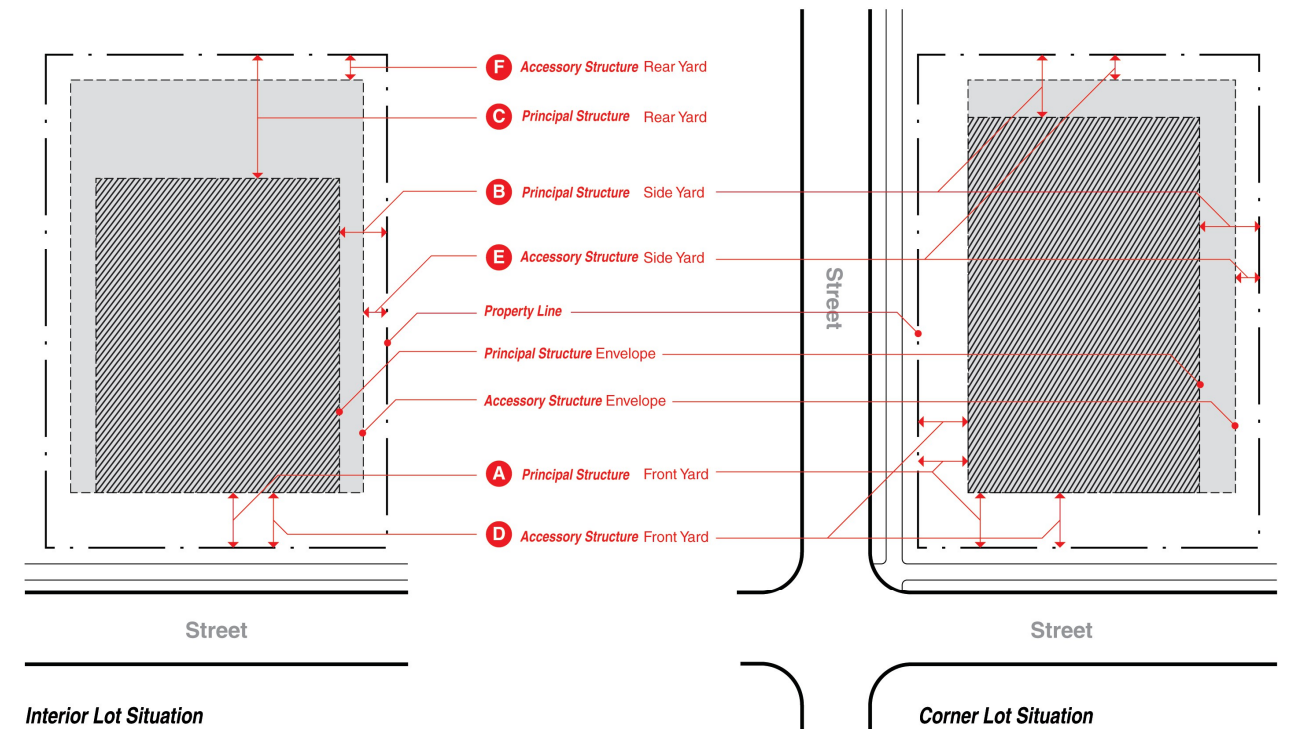 F Accessory Structure Rear Yard
C Principal Structure Rear Yard
B Principal Structure Side Yard
E Accessory Structure Side Yard
Street
Property Line
Principal Structure Envelope
Accessory Structure Envelope
A Principal Structure Front Yard
D Accessory Structure Front Yard
Street
Street
Interior Lot Situation
Corner Lot Situation